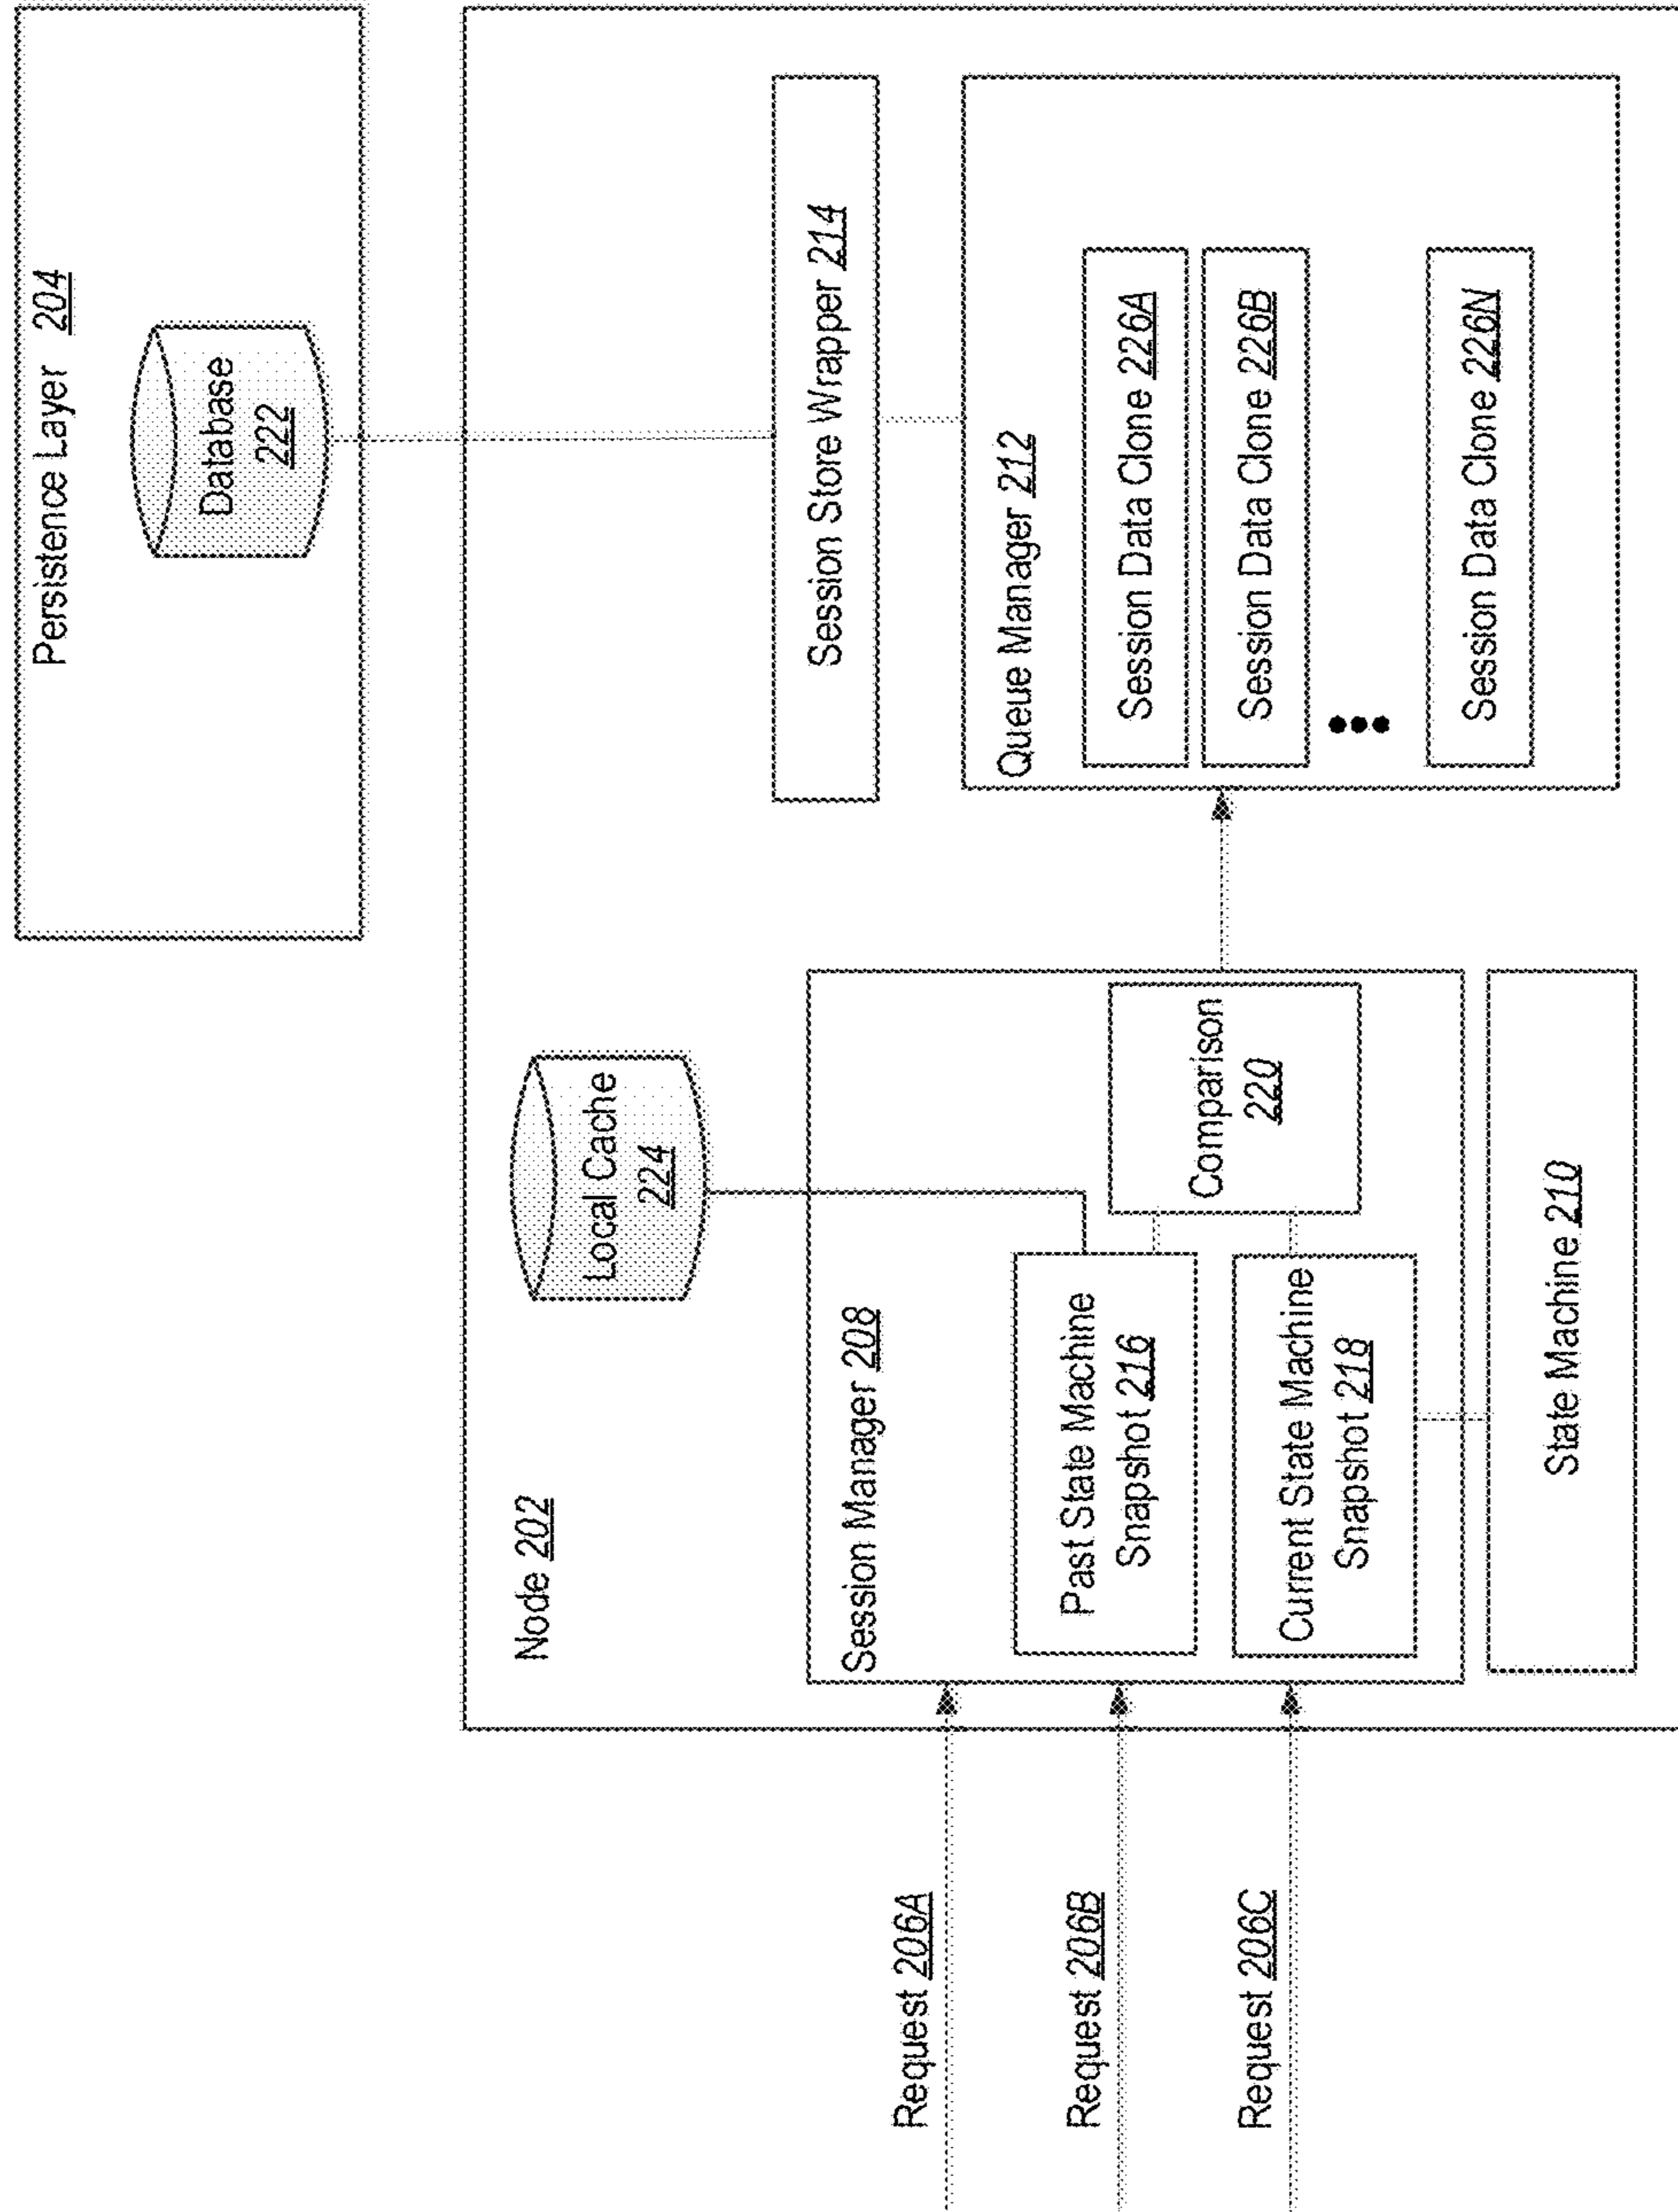 Persistence Layer 204
Database
222
Node 202
Local Cache
224
Session Manager 208
Past State Machine
Snapshot 216
Current State Machine
Snapshot 218
Comparison
220
State Machine 210
Session Store Wrapper 214
Queue Manager 212
Session Data Clone 226A
Session Data Clone 226B
•••
Session Data Clone 226N
Request 206A
Request 206B
Request 206C